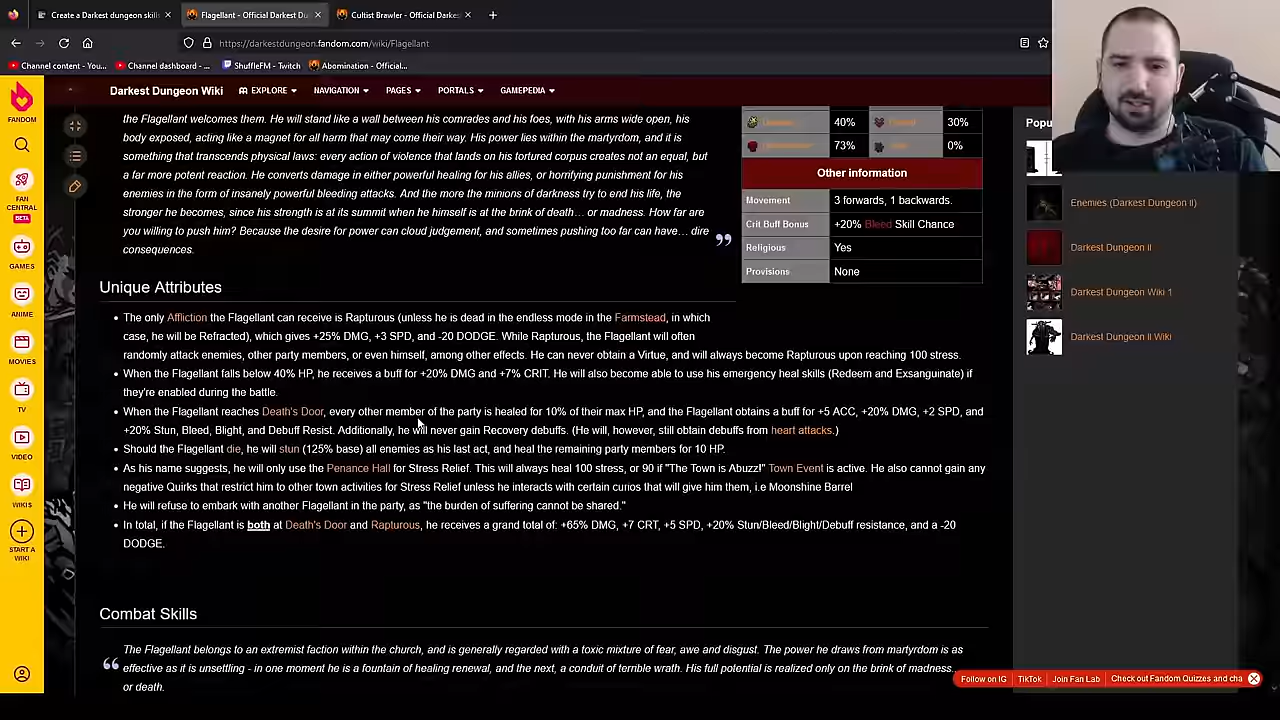 Create a Darkest dungeon skill
Flagellant - Official Darkest Du
Cultist Brawler - Official Darkes
https://darkestdungeon.fandom.com/wiki/Flagellant
Channel content - You...
Channel dashboard - ...
ShuffleFM - Twitch
Abomination - Official...
FANDOM
FAN CENTRAL
BETA
GAMES
ANIME
MOVIES
TV
VIDEO
WIKIS
START A WIKI
Darkest Dungeon Wiki
EXPLORE
NAVIGATION
PAGES
PORTALS
GAMEPEDIA
the Flagellant welcomes them. He will stand like a wall between his comrades and his foes, with his arms wide open, his
body exposed, acting like a magnet for all harm that may come their way. His power lies within the martyrdom, and it is
something that transcends physical laws: every action of violence that lands on his tortured corpus creates not an equal, but
a far more potent reaction. He converts damage in either powerful healing for his allies, or horrifying punishment for his
enemies in the form of insanely powerful bleeding attacks. And the more the minions of darkness try to end his life, the
stronger he becomes, since his strength is at its summit when he himself is at the brink of death… or madness. How far are
you willing to push him? Because the desire for power can cloud judgement, and sometimes pushing too far can have… dire
consequences.
40%
30%
73%
0%
Other information
Movement
3 forwards, 1 backwards.
Crit Buff Bonus
+20% Bleed Skill Chance
Religious
Yes
Provisions
None
Popu
Enemies (Darkest Dungeon II)
Darkest Dungeon II
Darkest Dungeon Wiki 1
Darkest Dungeon II Wiki
Unique Attributes
The only Affliction the Flagellant can receive is Rapturous (unless he is dead in the endless mode in the Farmstead, in which
case, he will be Refracted), which gives +25% DMG, +3 SPD, and -20 DODGE. While Rapturous, the Flagellant will often
randomly attack enemies, other party members, or even himself, among other effects. He can never obtain a Virtue, and will always become Rapturous upon reaching 100 stress.
When the Flagellant falls below 40% HP, he receives a buff for +20% DMG and +7% CRIT. He will also become able to use his emergency heal skills (Redeem and Exsanguinate) if
they're enabled during the battle.
When the Flagellant reaches Death's Door, every other member of the party is healed for 10% of their max HP, and the Flagellant obtains a buff for +5 ACC, +20% DMG, +2 SPD, and
+20% Stun, Bleed, Blight, and Debuff Resist. Additionally, he will never gain Recovery debuffs. (He will, however, still obtain debuffs from heart attacks.)
Should the Flagellant die, he will stun (125% base) all enemies as his last act, and heal the remaining party members for 10 HP.
As his name suggests, he will only use the Penance Hall for Stress Relief. This will always heal 100 stress, or 90 if "The Town is Abuzz!" Town Event is active. He also cannot gain any
negative Quirks that restrict him to other town activities for Stress Relief unless he interacts with certain curios that will give him them, i.e Moonshine Barrel
He will refuse to embark with another Flagellant in the party, as "the burden of suffering cannot be shared."
In total, if the Flagellant is both at Death's Door and Rapturous, he receives a grand total of: +65% DMG, +7 CRT, +5 SPD, +20% Stun/Bleed/Blight/Debuff resistance, and a -20
DODGE.
Combat Skills
The Flagellant belongs to an extremist faction within the church, and is generally regarded with a toxic mixture of fear, awe and disgust. The power he draws from martyrdom is as
effective as it is unsettling - in one moment he is a fountain of healing renewal, and the next, a conduit of terrible wrath. His full potential is realized only on the brink of madness...
or death.
Follow on IG
TikTok
Join Fan Lab
Check out Fandom Quizzes and cha